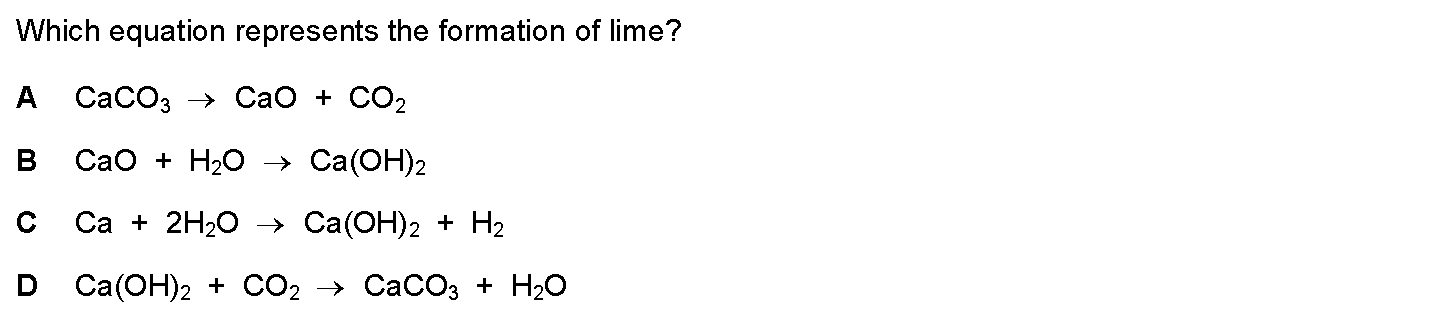 Which equation represents the formation of lime?
A CaCO₃ → CaO + CO₂
B CaO + H₂O → Ca(OH)₂
C Ca + 2H₂O → Ca(OH)₂ + H₂
D Ca(OH)₂ + CO₂ → CaCO₃ + H₂O